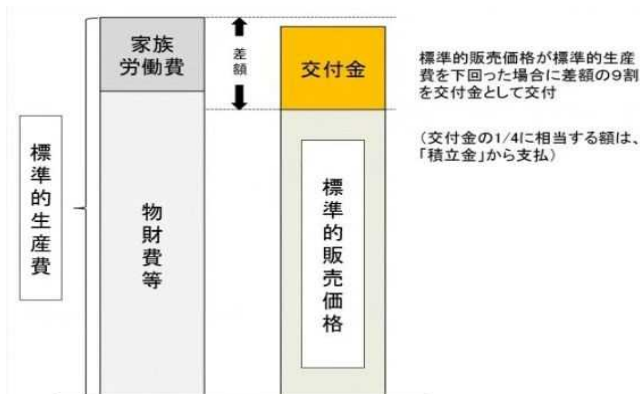 家族
労働費
差額
交付金
標準的販売価格が標準的生産
費を下回った場合に差額の9割
を交付金として交付
（交付金の1/4に相当する額は、
「積立金」から支払）
標準的生産費
物財費等
標準的販売価格